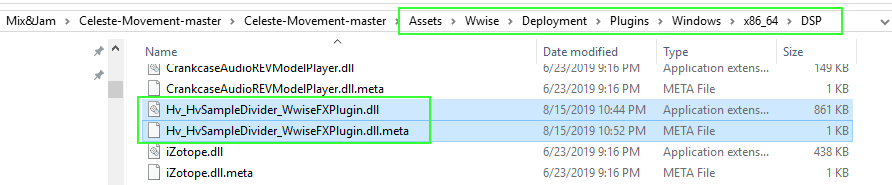 Mix&Jam > Celeste-Movement-master > Celeste-Movement-master > Assets > Wwise > Deployment > Plugins > Windows > x86_64 > DSP
Name Date modified Type Size
CrankcaseAudioREVModelPlayer.dll 6/23/2019 9:16 PM Application extens... 149 KB
CrankcaseAudioREVModelPlayer.dll.meta 6/23/2019 9:16 PM META File 1 KB
Hv_HvSampleDivider_WwiseFXPlugin.dll 8/15/2019 10:44 PM Application extens... 861 KB
Hv_HvSampleDivider_WwiseFXPlugin.dll.meta 8/15/2019 10:52 PM META File 1 KB
iZotope.dll 6/23/2019 9:16 PM Application extens... 438 KB
iZotope.dll.meta 6/23/2019 9:16 PM META File 1 KB